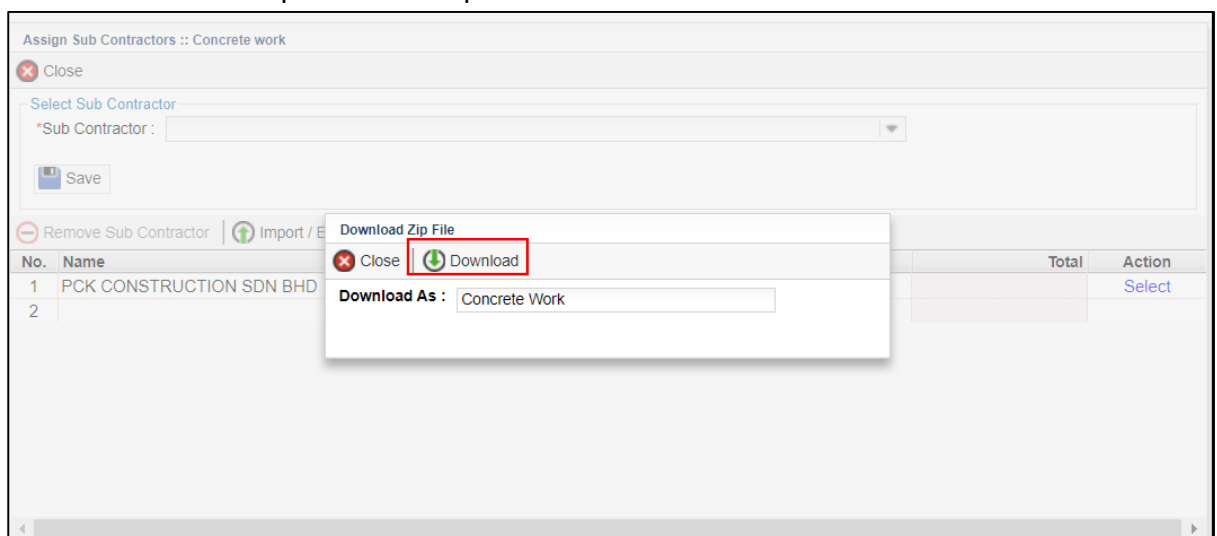 Assign Sub Contractors :: Concrete work
Close
Select Sub Contractor
*Sub Contractor :
Save
Remove Sub Contractor Import / E
Download Zip File
Close Download
Download As : Concrete Work
No. Name Total Action
1 PCK CONSTRUCTION SDN BHD Select
2